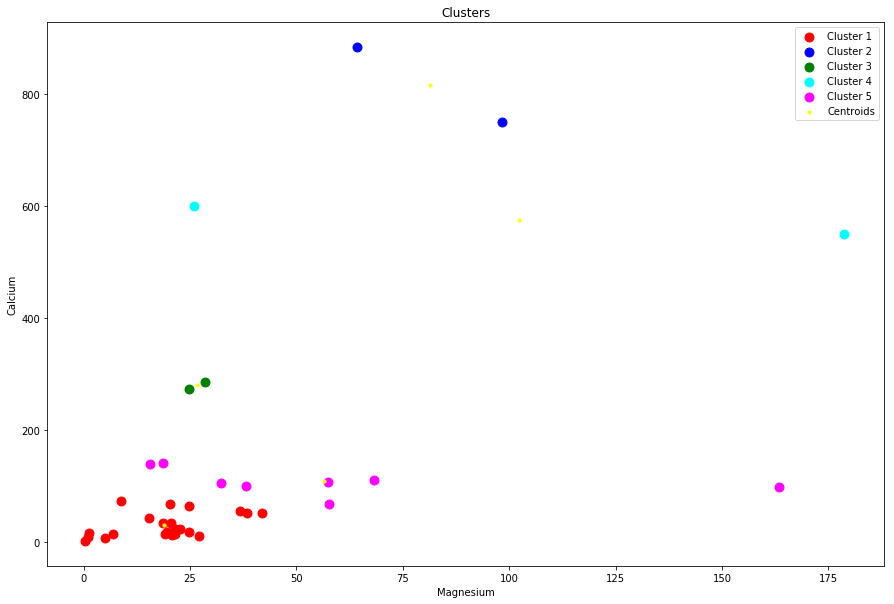 Clusters
Cluster 1
Cluster 2
Cluster 3
Cluster 4
Cluster 5
Centroids
800
600
400
200
0
Calcium
0 25 50 75 100 125 150 175
Magnesium